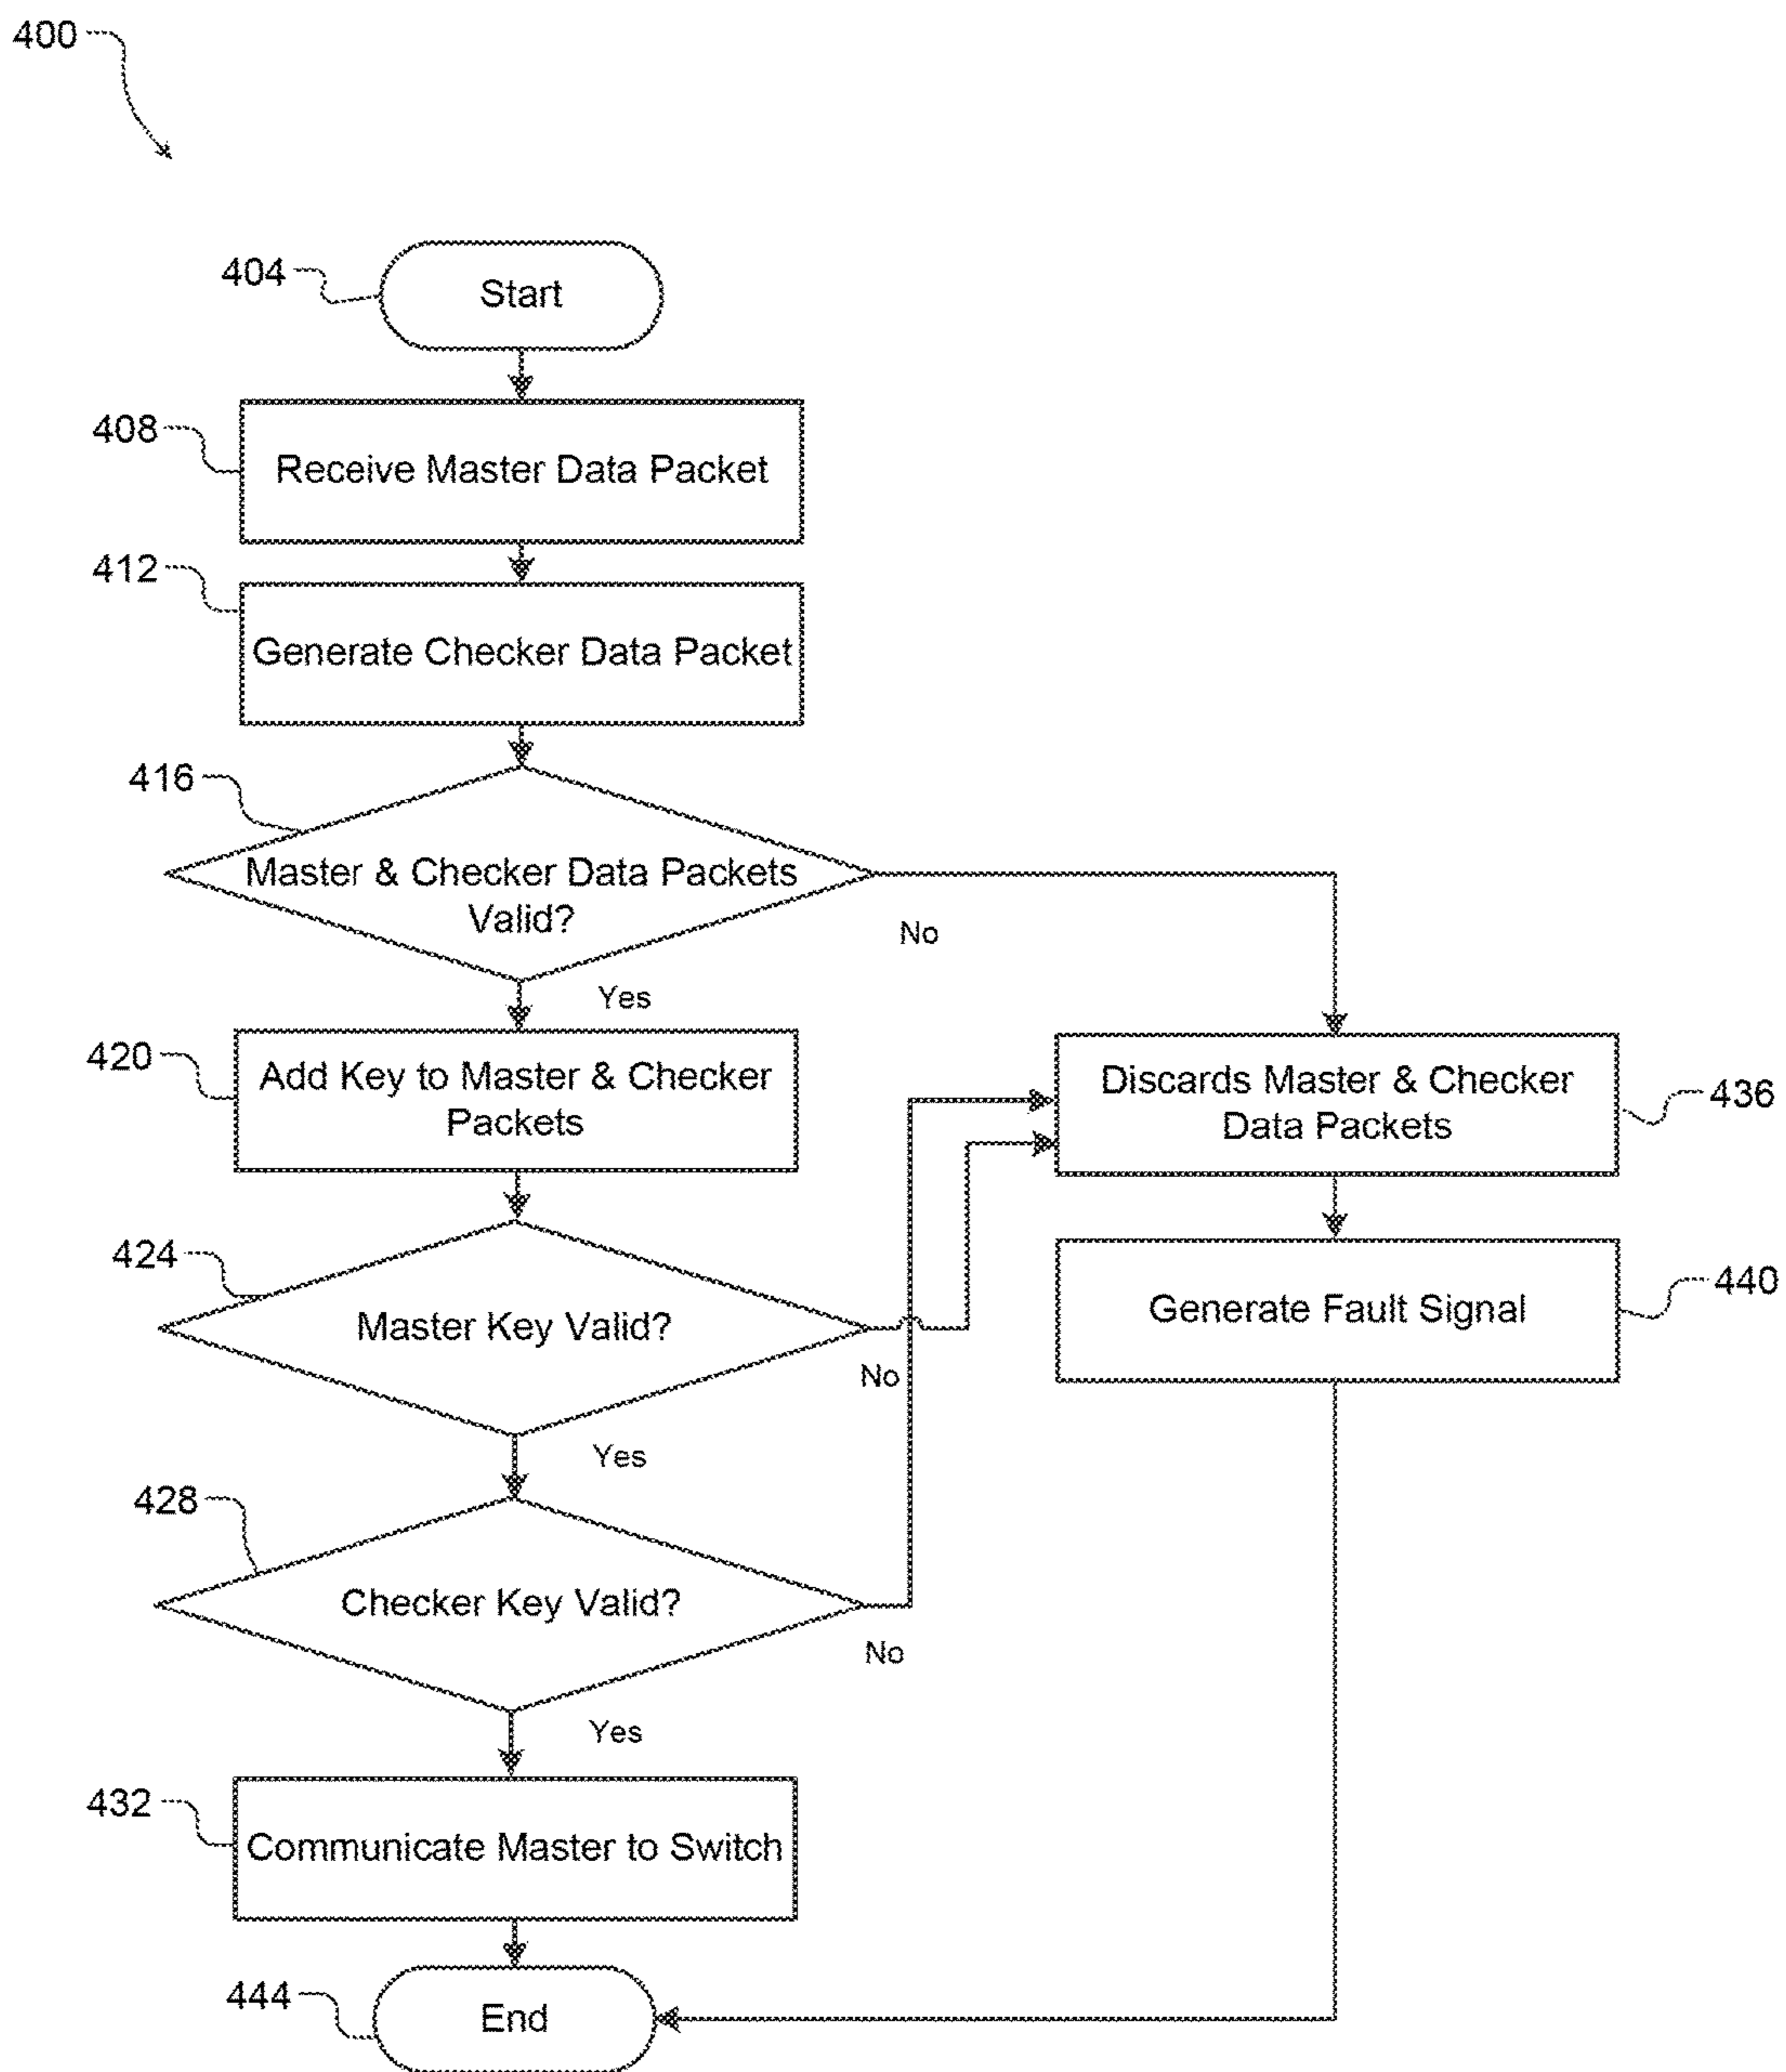 400
404
Start
408
Receive Master Data Packet
412
Generate Checker Data Packet
416
Master & Checker Data Packets
Valid?
No
Yes
420
Add Key to Master & Checker
Packets
Discards Master & Checker
Data Packets
436
424
Master Key Valid?
No
Generate Fault Signal
440
Yes
428
Checker Key Valid?
No
Yes
432
Communicate Master to Switch
444
End